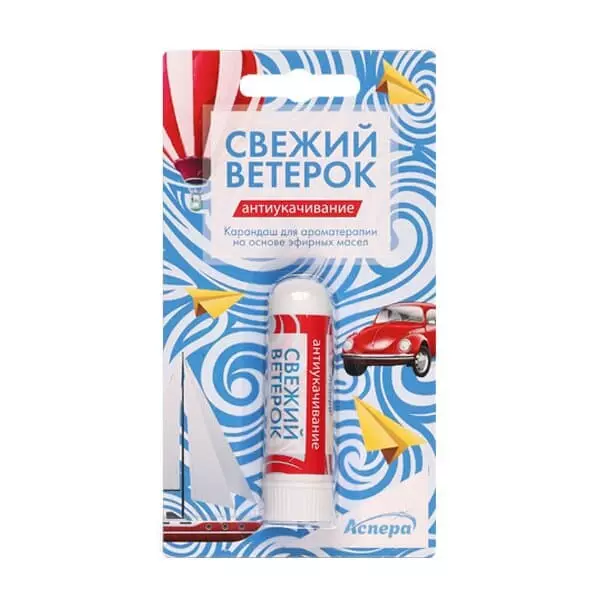 СВЕЖИЙ
ВЕТЕРОК
антиукачивание
Карандаш для ароматерапии
на основе эфирных масел
СВЕЖИЙ
ВЕТЕРОК
антиукачивание
Аспера